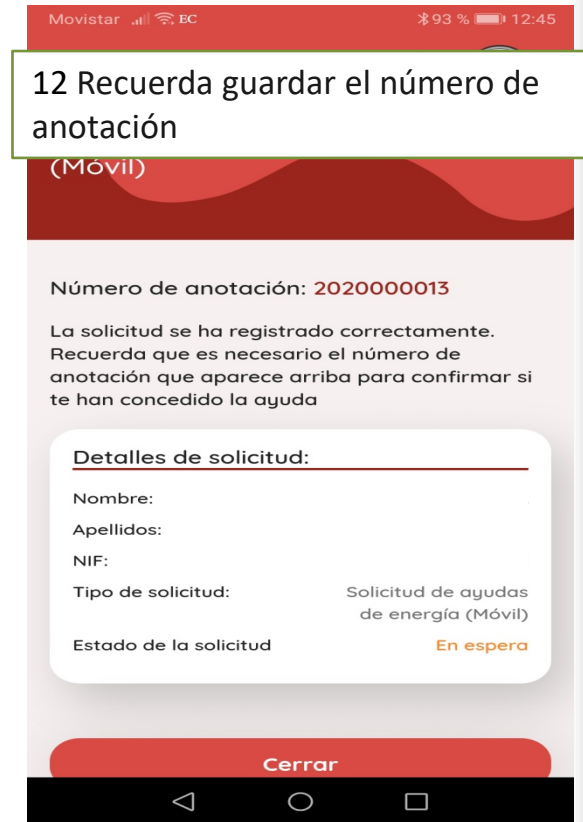 Movistar EC 93 % 12:45
12 Recuerda guardar el número de
anotación
(Móvil)
Número de anotación: 2020000013
La solicitud se ha registrado correctamente.
Recuerda que es necesario el número de
anotación que aparece arriba para confirmar si
te han concedido la ayuda
Detalles de solicitud:
Nombre:
Apellidos:
NIF:
Tipo de solicitud: Solicitud de ayudas
de energía (Móvil)
Estado de la solicitud En espera
Cerrar